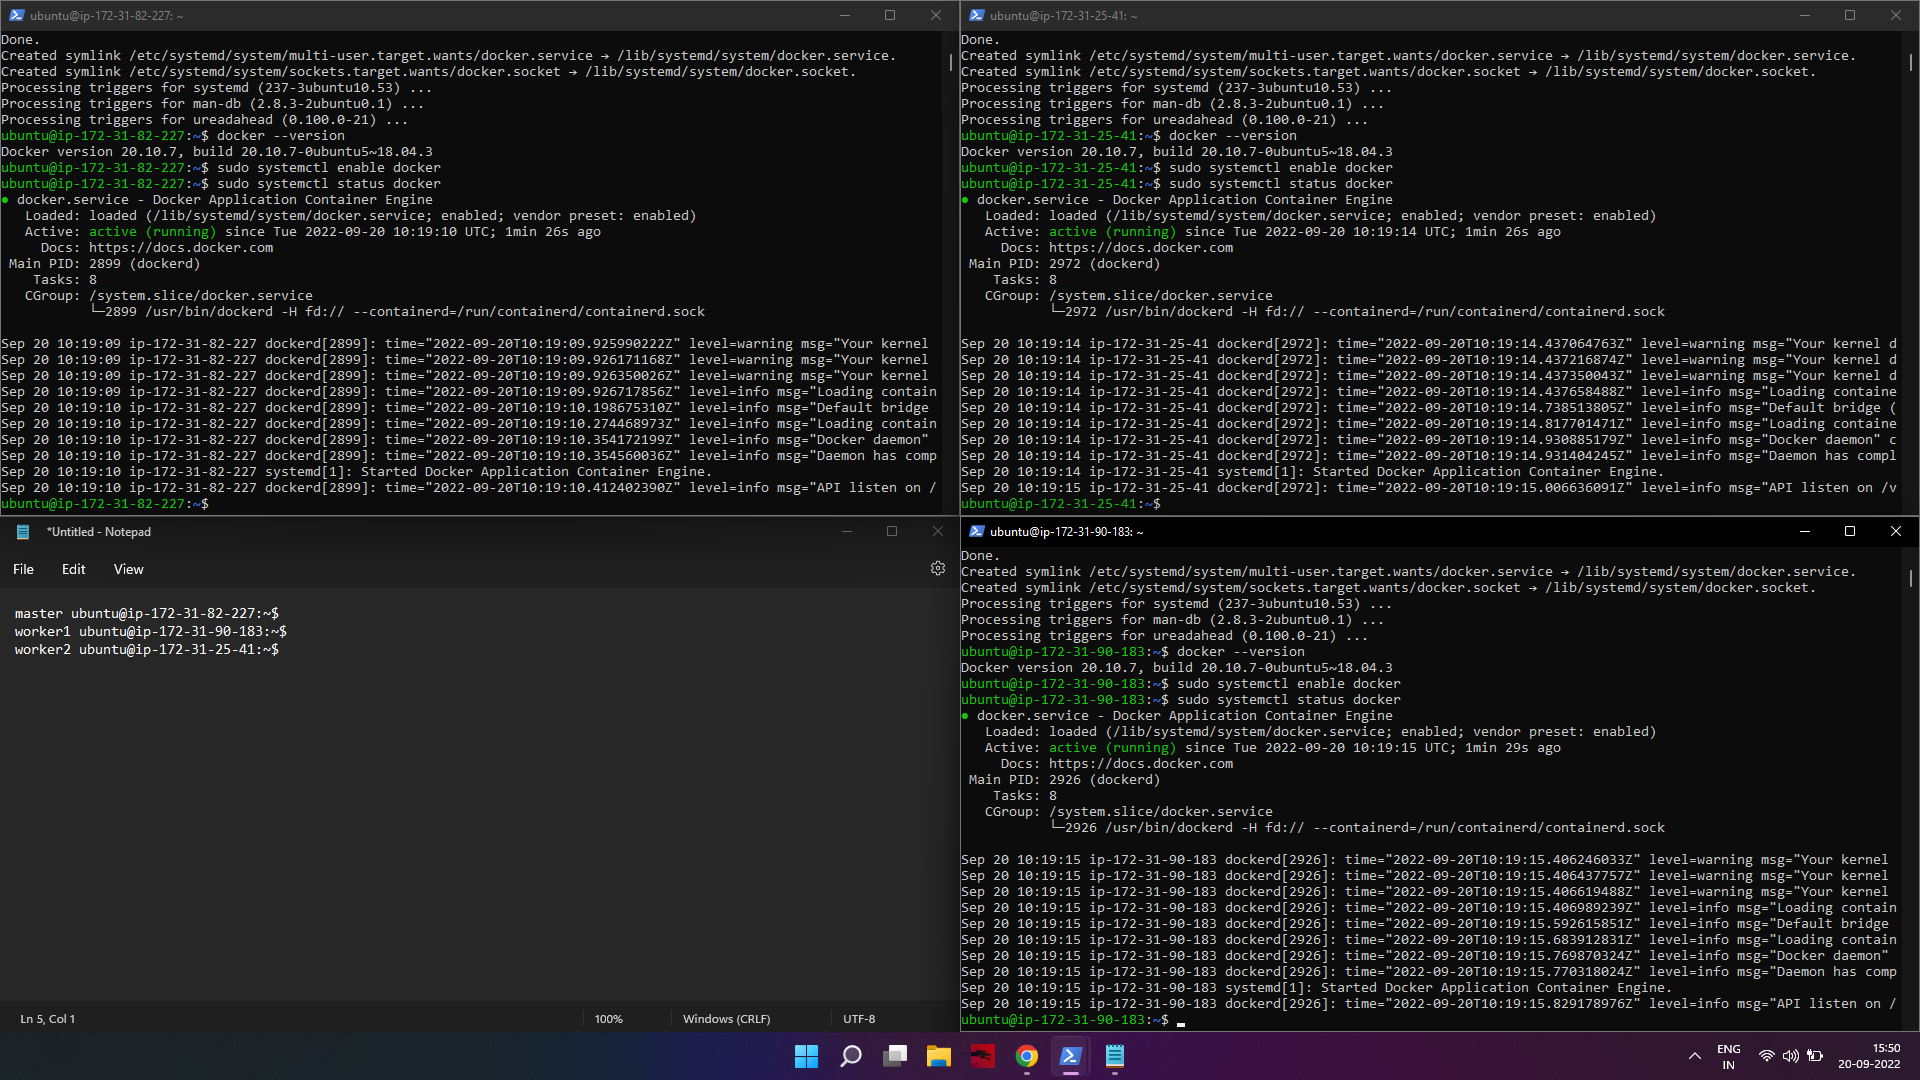 ubuntu@ip-172-31-82-227: ~
Done.
Created symlink /etc/systemd/system/multi-user.target.wants/docker.service → /lib/systemd/system/docker.service.
Created symlink /etc/systemd/system/sockets.target.wants/docker.socket → /lib/systemd/system/docker.socket.
Processing triggers for systemd (237-3ubuntu10.53) ...
Processing triggers for man-db (2.8.3-2ubuntu0.1) ...
Processing triggers for ureadahead (0.100.0-21) ...
ubuntu@ip-172-31-82-227:~$ docker --version
Docker version 20.10.7, build 20.10.7-0ubuntu5~18.04.3
ubuntu@ip-172-31-82-227:~$ sudo systemctl enable docker
ubuntu@ip-172-31-82-227:~$ sudo systemctl status docker
● docker.service - Docker Application Container Engine
Loaded: loaded (/lib/systemd/system/docker.service; enabled; vendor preset: enabled)
Active: active (running) since Tue 2022-09-20 10:19:10 UTC; 1min 26s ago
Docs: https://docs.docker.com
Main PID: 2899 (dockerd)
Tasks: 8
CGroup: /system.slice/docker.service
└─2899 /usr/bin/dockerd -H fd:// --containerd=/run/containerd/containerd.sock
Sep 20 10:19:09 ip-172-31-82-227 dockerd[2899]: time="2022-09-20T10:19:09.925990222Z" level=warning msg="Your kernel
Sep 20 10:19:09 ip-172-31-82-227 dockerd[2899]: time="2022-09-20T10:19:09.926171168Z" level=warning msg="Your kernel
Sep 20 10:19:09 ip-172-31-82-227 dockerd[2899]: time="2022-09-20T10:19:09.926350026Z" level=warning msg="Your kernel
Sep 20 10:19:09 ip-172-31-82-227 dockerd[2899]: time="2022-09-20T10:19:09.926717856Z" level=info msg="Loading contain
Sep 20 10:19:10 ip-172-31-82-227 dockerd[2899]: time="2022-09-20T10:19:10.198675310Z" level=info msg="Default bridge
Sep 20 10:19:10 ip-172-31-82-227 dockerd[2899]: time="2022-09-20T10:19:10.274468973Z" level=info msg="Loading contain
Sep 20 10:19:10 ip-172-31-82-227 dockerd[2899]: time="2022-09-20T10:19:10.354172199Z" level=info msg="Docker daemon"
Sep 20 10:19:10 ip-172-31-82-227 dockerd[2899]: time="2022-09-20T10:19:10.354560036Z" level=info msg="Daemon has comp
Sep 20 10:19:10 ip-172-31-82-227 systemd[1]: Started Docker Application Container Engine.
Sep 20 10:19:10 ip-172-31-82-227 dockerd[2899]: time="2022-09-20T10:19:10.412402390Z" level=info msg="API listen on /
ubuntu@ip-172-31-82-227:~$
ubuntu@ip-172-31-25-41: ~
Done.
Created symlink /etc/systemd/system/multi-user.target.wants/docker.service → /lib/systemd/system/docker.service.
Created symlink /etc/systemd/system/sockets.target.wants/docker.socket → /lib/systemd/system/docker.socket.
Processing triggers for systemd (237-3ubuntu10.53) ...
Processing triggers for man-db (2.8.3-2ubuntu0.1) ...
Processing triggers for ureadahead (0.100.0-21) ...
ubuntu@ip-172-31-25-41:~$ docker --version
Docker version 20.10.7, build 20.10.7-0ubuntu5~18.04.3
ubuntu@ip-172-31-25-41:~$ sudo systemctl enable docker
ubuntu@ip-172-31-25-41:~$ sudo systemctl status docker
● docker.service - Docker Application Container Engine
Loaded: loaded (/lib/systemd/system/docker.service; enabled; vendor preset: enabled)
Active: active (running) since Tue 2022-09-20 10:19:14 UTC; 1min 26s ago
Docs: https://docs.docker.com
Main PID: 2972 (dockerd)
Tasks: 8
CGroup: /system.slice/docker.service
└─2972 /usr/bin/dockerd -H fd:// --containerd=/run/containerd/containerd.sock
Sep 20 10:19:14 ip-172-31-25-41 dockerd[2972]: time="2022-09-20T10:19:14.437064763Z" level=warning msg="Your kernel d
Sep 20 10:19:14 ip-172-31-25-41 dockerd[2972]: time="2022-09-20T10:19:14.437216874Z" level=warning msg="Your kernel d
Sep 20 10:19:14 ip-172-31-25-41 dockerd[2972]: time="2022-09-20T10:19:14.437350043Z" level=warning msg="Your kernel d
Sep 20 10:19:14 ip-172-31-25-41 dockerd[2972]: time="2022-09-20T10:19:14.437658488Z" level=info msg="Loading containe
Sep 20 10:19:14 ip-172-31-25-41 dockerd[2972]: time="2022-09-20T10:19:14.738513805Z" level=info msg="Default bridge (
Sep 20 10:19:14 ip-172-31-25-41 dockerd[2972]: time="2022-09-20T10:19:14.817701471Z" level=info msg="Loading containe
Sep 20 10:19:14 ip-172-31-25-41 dockerd[2972]: time="2022-09-20T10:19:14.930885179Z" level=info msg="Docker daemon" c
Sep 20 10:19:14 ip-172-31-25-41 dockerd[2972]: time="2022-09-20T10:19:14.931404245Z" level=info msg="Daemon has compl
Sep 20 10:19:14 ip-172-31-25-41 systemd[1]: Started Docker Application Container Engine.
Sep 20 10:19:15 ip-172-31-25-41 dockerd[2972]: time="2022-09-20T10:19:15.006636091Z" level=info msg="API listen on /v
ubuntu@ip-172-31-25-41:~$
*Untitled - Notepad
File Edit View
master ubuntu@ip-172-31-82-227:~$
worker1 ubuntu@ip-172-31-90-183:~$
worker2 ubuntu@ip-172-31-25-41:~$
Ln 5, Col 1 100% Windows (CRLF) UTF-8
ubuntu@ip-172-31-90-183: ~
Done.
Created symlink /etc/systemd/system/multi-user.target.wants/docker.service → /lib/systemd/system/docker.service.
Created symlink /etc/systemd/system/sockets.target.wants/docker.socket → /lib/systemd/system/docker.socket.
Processing triggers for systemd (237-3ubuntu10.53) ...
Processing triggers for man-db (2.8.3-2ubuntu0.1) ...
Processing triggers for ureadahead (0.100.0-21) ...
ubuntu@ip-172-31-90-183:~$ docker --version
Docker version 20.10.7, build 20.10.7-0ubuntu5~18.04.3
ubuntu@ip-172-31-90-183:~$ sudo systemctl enable docker
ubuntu@ip-172-31-90-183:~$ sudo systemctl status docker
● docker.service - Docker Application Container Engine
Loaded: loaded (/lib/systemd/system/docker.service; enabled; vendor preset: enabled)
Active: active (running) since Tue 2022-09-20 10:19:15 UTC; 1min 29s ago
Docs: https://docs.docker.com
Main PID: 2926 (dockerd)
Tasks: 8
CGroup: /system.slice/docker.service
└─2926 /usr/bin/dockerd -H fd:// --containerd=/run/containerd/containerd.sock
Sep 20 10:19:15 ip-172-31-90-183 dockerd[2926]: time="2022-09-20T10:19:15.406246033Z" level=warning msg="Your kernel
Sep 20 10:19:15 ip-172-31-90-183 dockerd[2926]: time="2022-09-20T10:19:15.406437757Z" level=warning msg="Your kernel
Sep 20 10:19:15 ip-172-31-90-183 dockerd[2926]: time="2022-09-20T10:19:15.406619488Z" level=warning msg="Your kernel
Sep 20 10:19:15 ip-172-31-90-183 dockerd[2926]: time="2022-09-20T10:19:15.406989239Z" level=info msg="Loading contain
Sep 20 10:19:15 ip-172-31-90-183 dockerd[2926]: time="2022-09-20T10:19:15.592615851Z" level=info msg="Default bridge
Sep 20 10:19:15 ip-172-31-90-183 dockerd[2926]: time="2022-09-20T10:19:15.683912831Z" level=info msg="Loading contain
Sep 20 10:19:15 ip-172-31-90-183 dockerd[2926]: time="2022-09-20T10:19:15.769870324Z" level=info msg="Docker daemon"
Sep 20 10:19:15 ip-172-31-90-183 dockerd[2926]: time="2022-09-20T10:19:15.770318024Z" level=info msg="Daemon has comp
Sep 20 10:19:15 ip-172-31-90-183 systemd[1]: Started Docker Application Container Engine.
Sep 20 10:19:15 ip-172-31-90-183 dockerd[2926]: time="2022-09-20T10:19:15.829178976Z" level=info msg="API listen on /
ubuntu@ip-172-31-90-183:~$
ENG
IN
15:50
20-09-2022